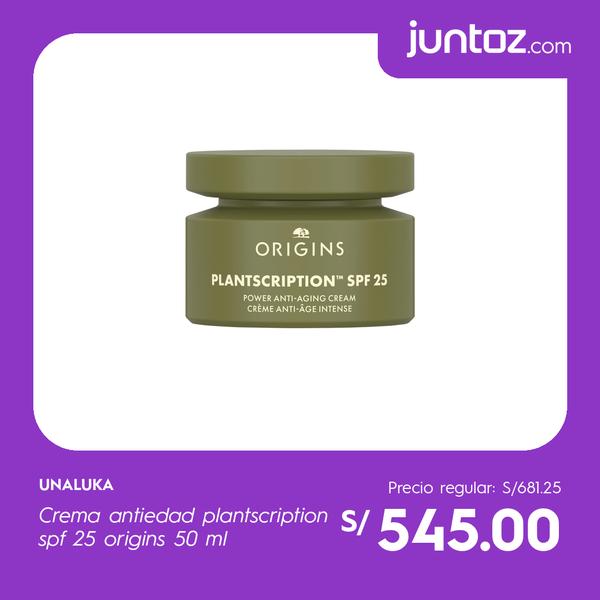 juntoz.com
ORIGINS
PLANTSCRIPTION™ SPF 25
POWER ANTI-AGING CREAM
CRÈME ANTI-ÂGE INTENSE
UNALUKA
Crema antiedad plantscription
spf 25 origins 50 ml
Precio regular: S/681.25
S/ 545.00